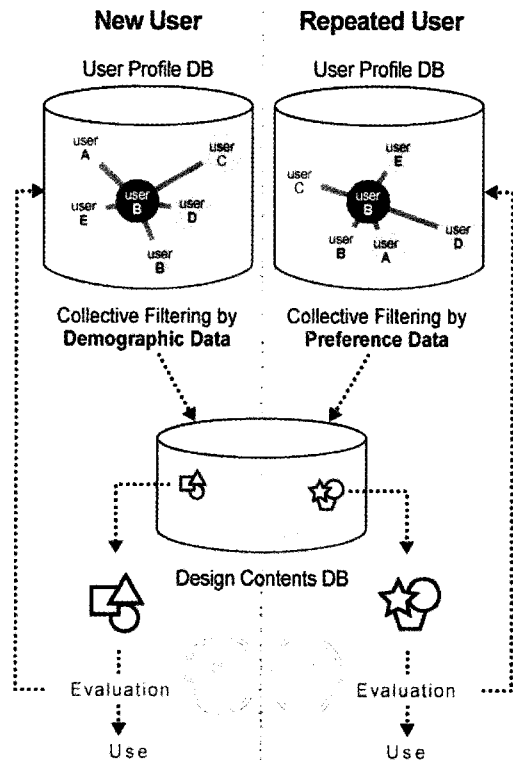 New User
User Profile DB
user
A
user
C
user
B
user
E
user
D
user
B
Collective Filtering by
Demographic Data
Repeated User
User Profile DB
user
E
user
C
user
B
user
D
user
B
user
A
Collective Filtering by
Preference Data
Design Contents DB
Evaluation
Use
Evaluation
Use